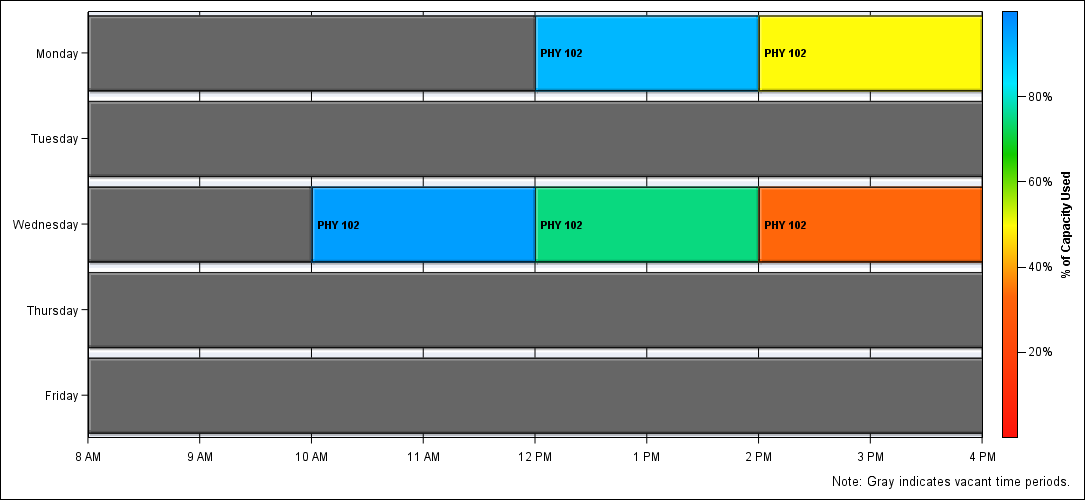 Monday
PHY 102
PHY 102
Tuesday
Wednesday
PHY 102
PHY 102
PHY 102
Thursday
Friday
8 AM
9 AM
10 AM
11 AM
12 PM
1 PM
2 PM
3 PM
4 PM
80%
60%
40%
20%
% of Capacity Used
Note: Gray indicates vacant time periods.